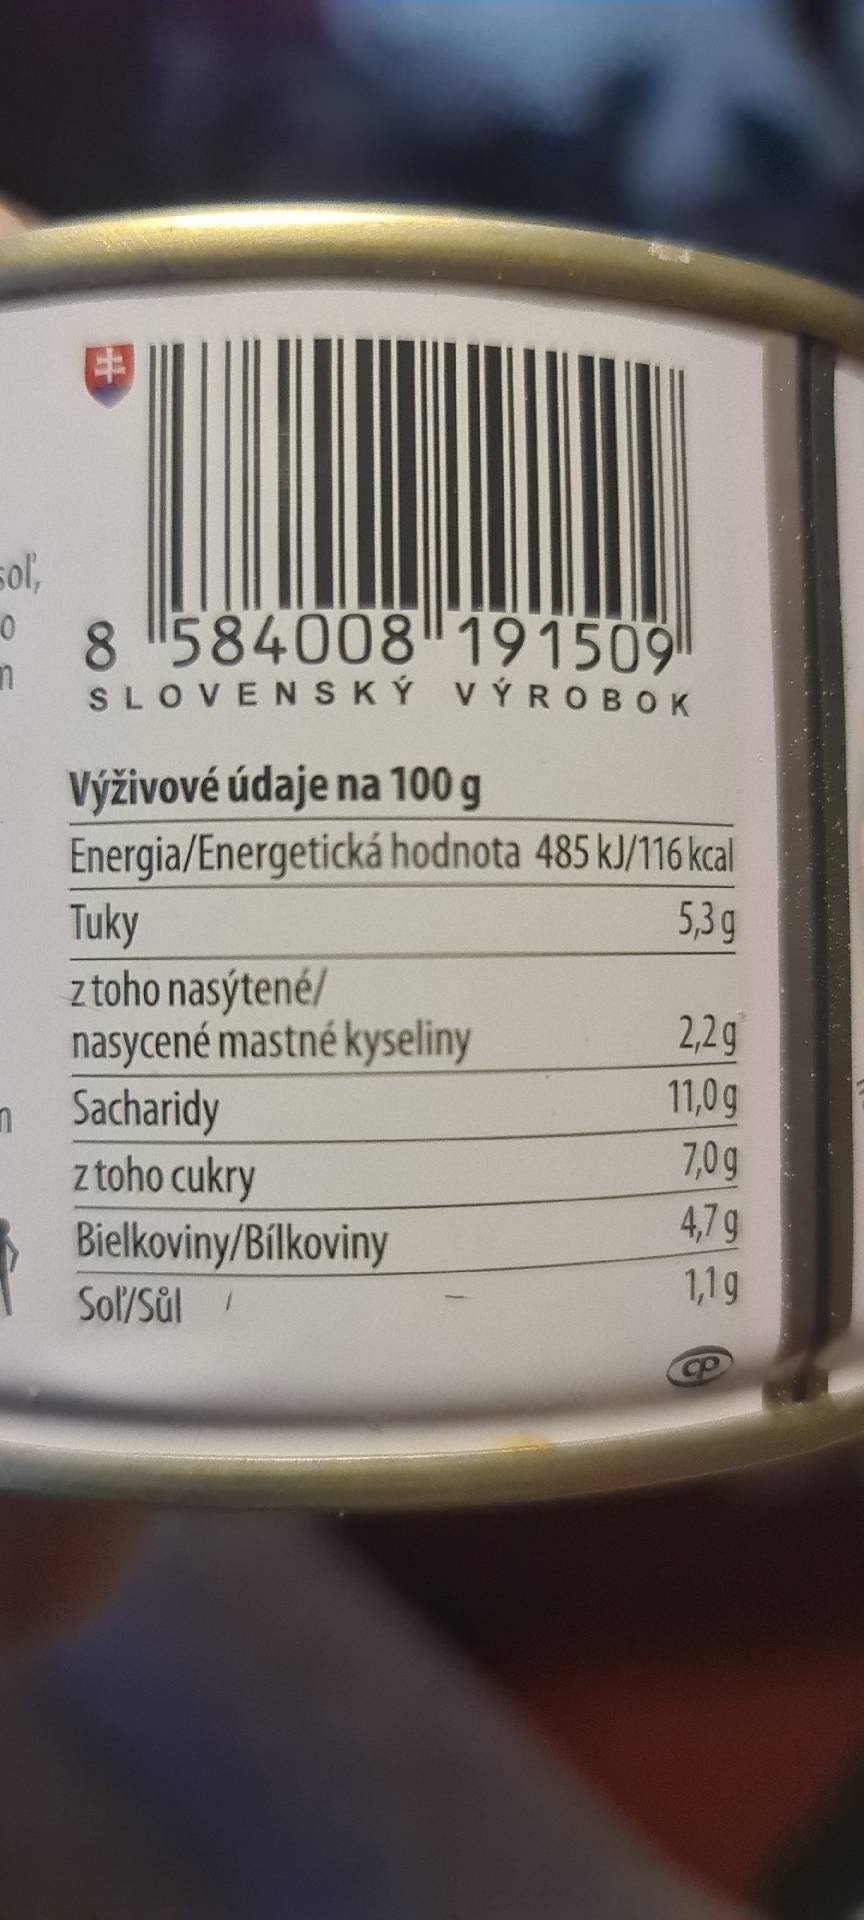 soľ,
8 584008 191509
SLOVENSKÝ VÝROBOK
Výživové údaje na 100 g
Energia/Energetická hodnota 485 kJ/116 kcal
Tuky 5,3 g
z toho nasýtené/
nasycené mastné kyseliny 2,2 g
Sacharidy 11,0 g
z toho cukry 7,0 g
Bielkoviny/Bílkoviny 4,7 g
Soľ/Sůl 1,1 g
CP